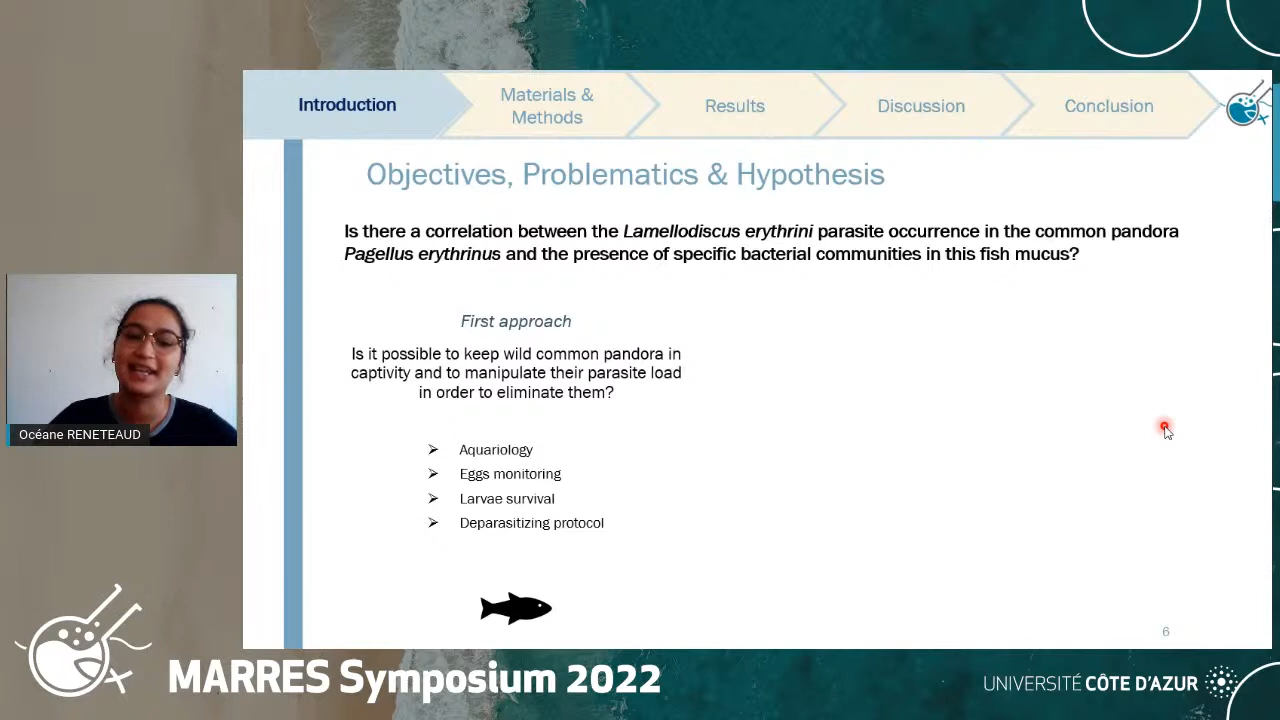 Introduction
Materials &
Methods
Results
Discussion
Conclusion
Objectives, Problematics & Hypothesis
Is there a correlation between the Lamellodiscus erythrini parasite occurrence in the common pandora
Pagellus erythrinus and the presence of specific bacterial communities in this fish mucus?
First approach
Is it possible to keep wild common pandora in
captivity and to manipulate their parasite load
in order to eliminate them?
➢ Aquariology
➢ Eggs monitoring
➢ Larvae survival
➢ Deparasitizing protocol
6
Océane RENETEAUD
MARRES Symposium 2022
UNIVERSITÉ CÔTE D'AZUR